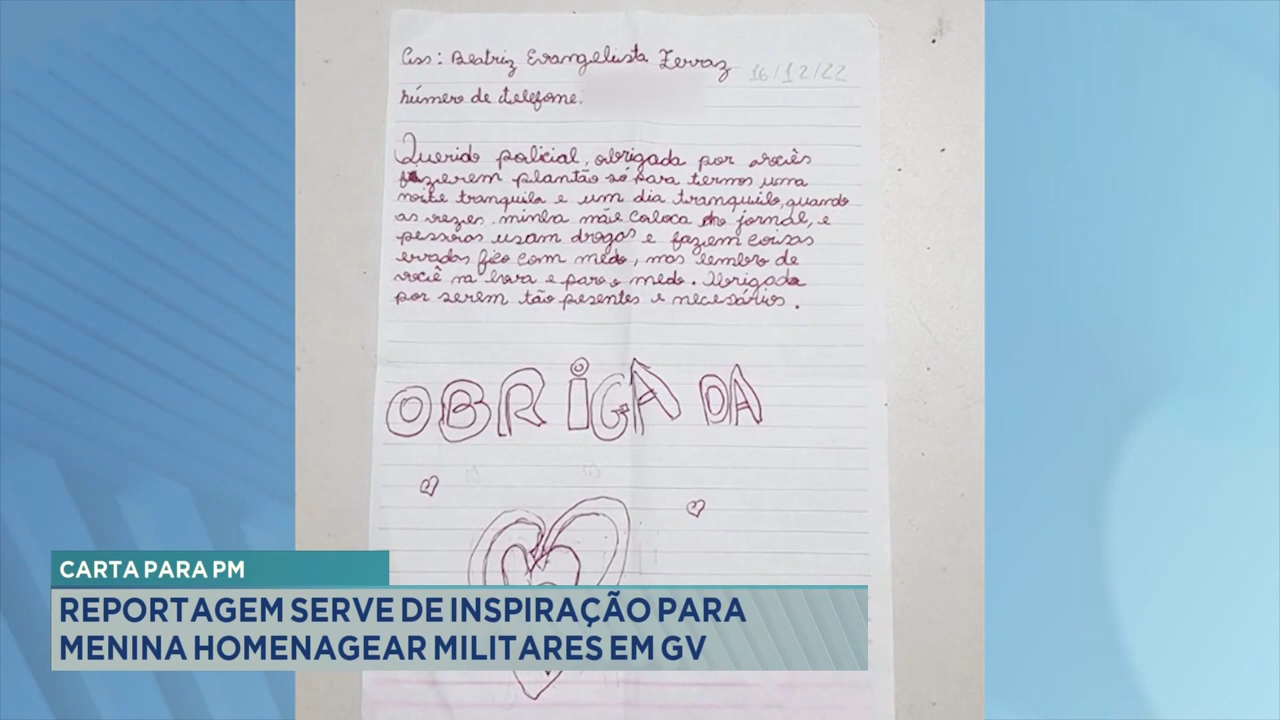 Ass: Beatriz Evangelista Ferraz
16/12/22
número de telefone.
Querido policial, obrigada por vocês
fazerem plantão só para termos uma
noite tranquila e um dia tranquilo, quando
as vezes minha mãe coloca no jornal, e
pessoas usam drogas e fazem coisas
erradas fico com medo, mas lembro de
você na hora e paro o medo. Obrigada
por serem tão presentes e necesários.
OBRIGADA
CARTA PARA PM
REPORTAGEM SERVE DE INSPIRAÇÃO PARA
MENINA HOMENAGEAR MILITARES EM GV